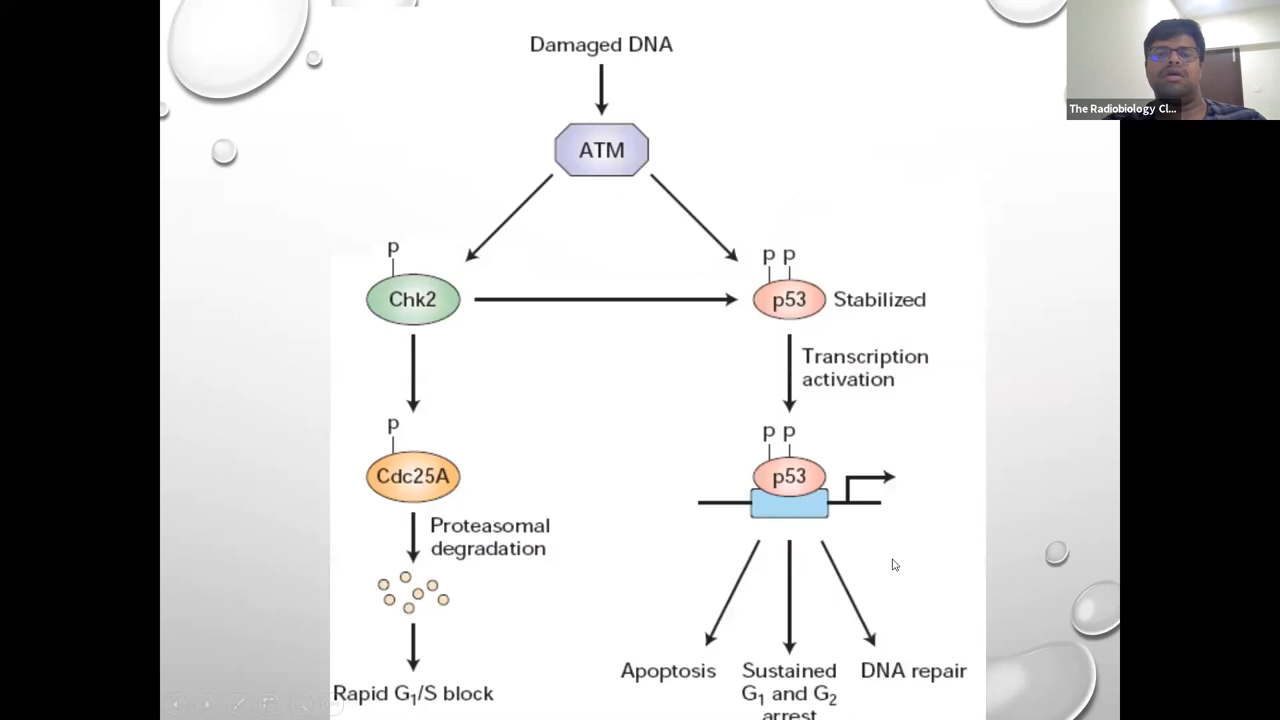 Damaged DNA
The Radiobiology Cl...
ATM
p
Chk2
p p
p53
Stabilized
Transcription
activation
p
Cdc25A
p p
p53
Proteasomal
degradation
Apoptosis
Sustained
G₁ and G₂
arrest
DNA repair
Rapid G₁/S block